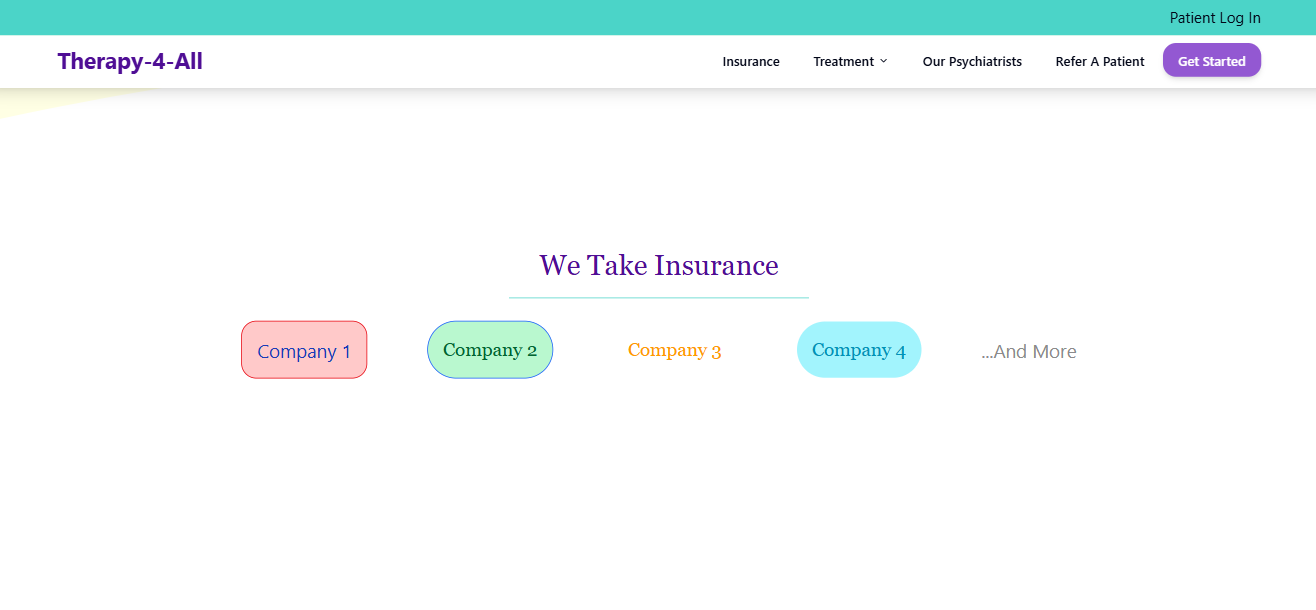 Patient Log In
Therapy-4-All
Insurance
Treatment
Our Psychiatrists
Refer A Patient
Get Started
We Take Insurance
Company 1
Company 2
Company 3
Company 4
...And More